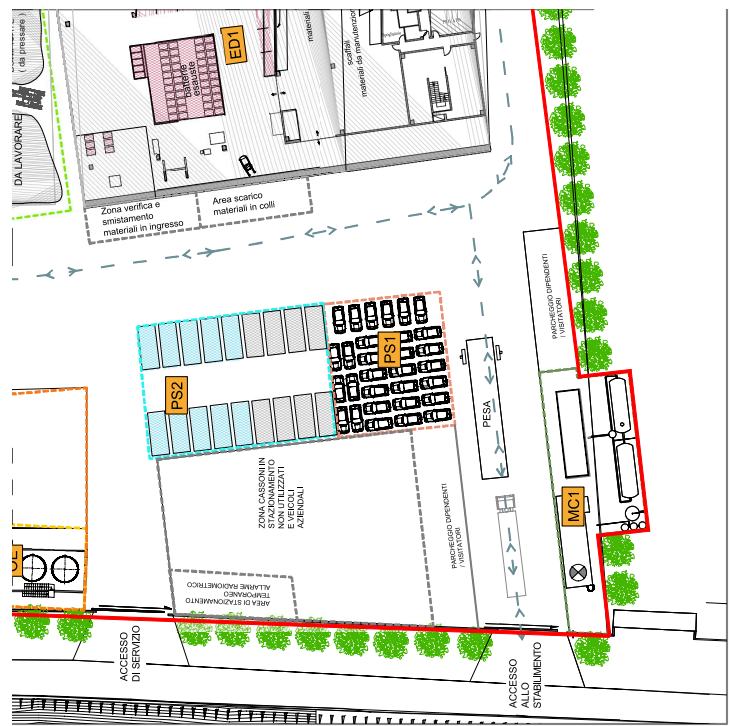 ( da pressare )
DA LAVORARE
batterie
esauste
ED1
materiali
scaffali
materiali da manutenzion
Zona verifica e
smistamento
materiali in ingresso
Area scarico
materiali in colli
PARCHEGGIO DIPENDENTI
/ VISITATORI
PS1
PS2
PESA
MC1
ZONA CASSONI IN
STAZIONAMENTO
NON UTILIZZATI
E VEICOLI
AZIENDALI
PARCHEGGIO DIPENDENTI
/ VISITATORI
AREA DI STAZIONAMENTO
TEMPORANEO
ALLARME RADIOMETRICO
ACCESSO
DI SERVIZIO
ACCESSO
ALLO
STABILIMENTO